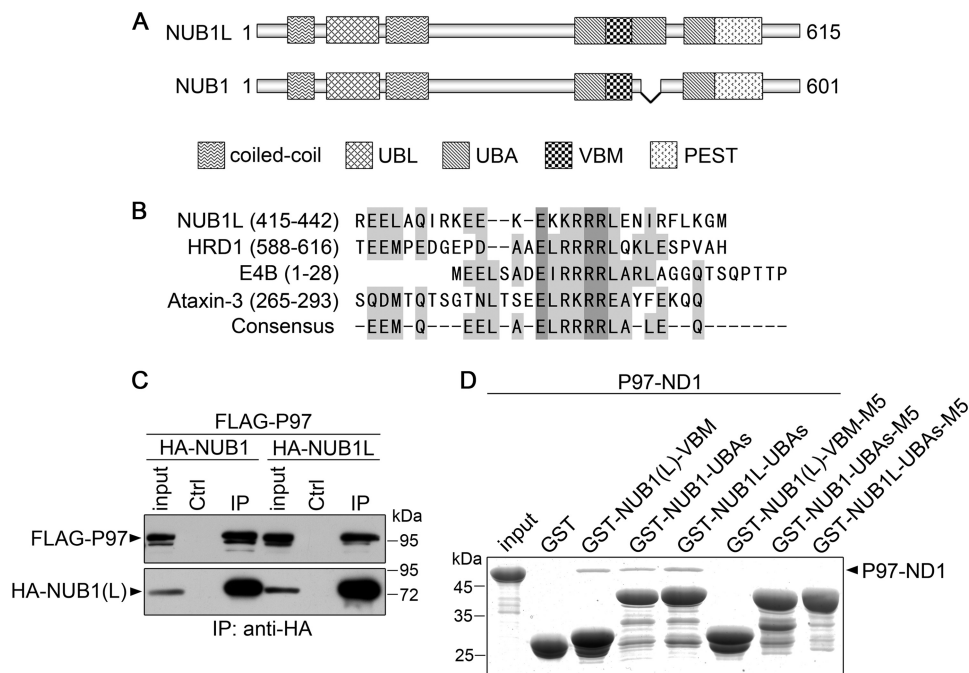 A
NUB1L 1 615
NUB1 1 601
coiled-coil UBL UBA VBM PEST
B
NUB1L (415-442) REELAQIRKEE--K-EKKRRRLENIRFLKGM
HRD1 (588-616) TEEMPEDGEPD--AAELRRRRLQKLESPVAH
E4B (1-28) MEELSADEIRRRRLARLAGGQTSQPTTP
Ataxin-3 (265-293) SQDMTQTSGTNLTSEELRKRREAYFEKQQ
Consensus -EEM-Q---EEL-A-ELRRRRLA-LE--Q-------
C
FLAG-P97
HA-NUB1 HA-NUB1L
input Ctrl IP input Ctrl IP
kDa
FLAG-P97 95
95
HA-NUB1(L) 72
IP: anti-HA
D
P97-ND1
input GST GST-NUB1(L)-VBM GST-NUB1-UBAs GST-NUB1L-UBAs GST-NUB1(L)-VBM-M5 GST-NUB1-UBAs-M5 GST-NUB1L-UBAs-M5
kDa
P97-ND1
45
35
25